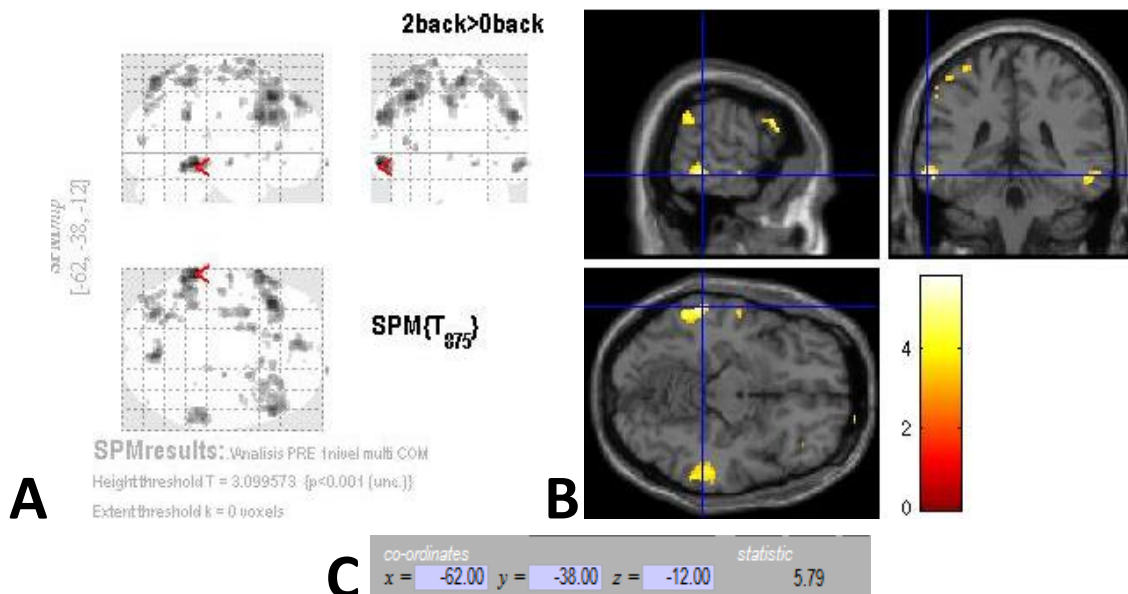 2back>0back
SPMmip
[-62, -38, -12]
SPM{T875}
SPMresults: .\Analisis PRE 1nivel multi COM
Height threshold T = 3.099573 {p<0.001 (unc.)}
Extent threshold k = 0 voxels
A
4
2
0
B
co-ordinates
statistic
x = -62.00 y = -38.00 z = -12.00 5.79
C